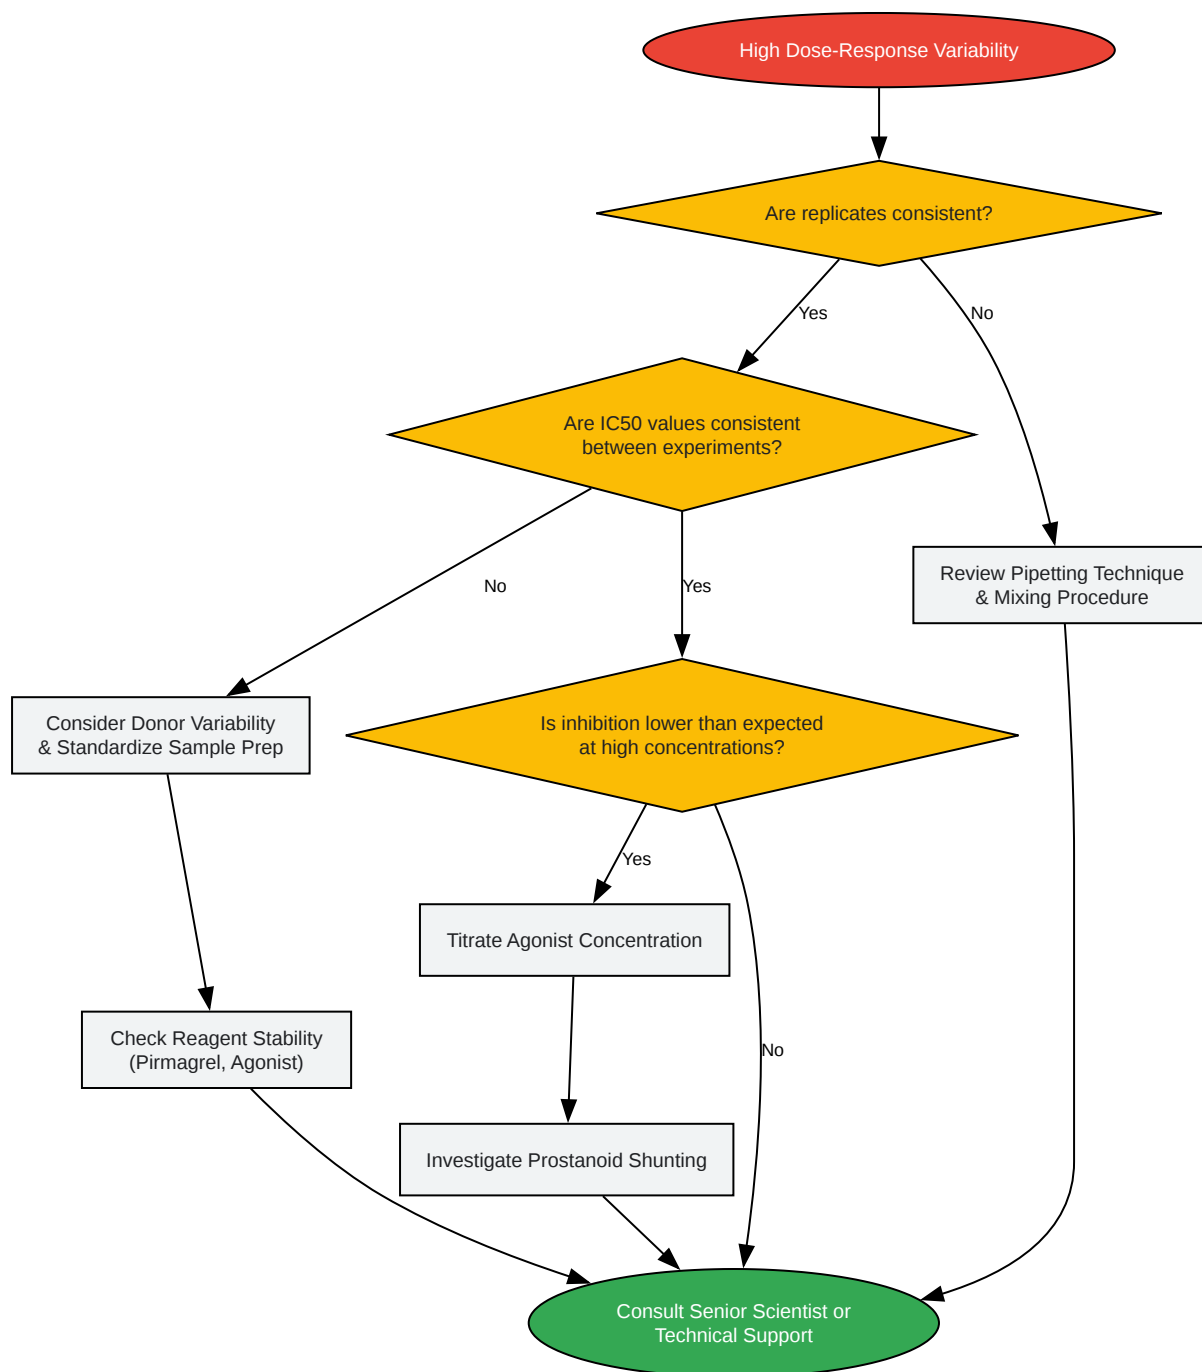 High Dose-Response Variability
Are replicates consistent?
Yes
No
Are IC50 values consistent
between experiments?
No
Yes
Review Pipetting Technique
& Mixing Procedure
Consider Donor Variability
& Standardize Sample Prep
Is inhibition lower than expected
at high concentrations?
Yes
Titrate Agonist Concentration
No
Check Reagent Stability
(Pirmagrel, Agonist)
Investigate Prostanoid Shunting
Consult Senior Scientist or
Technical Support